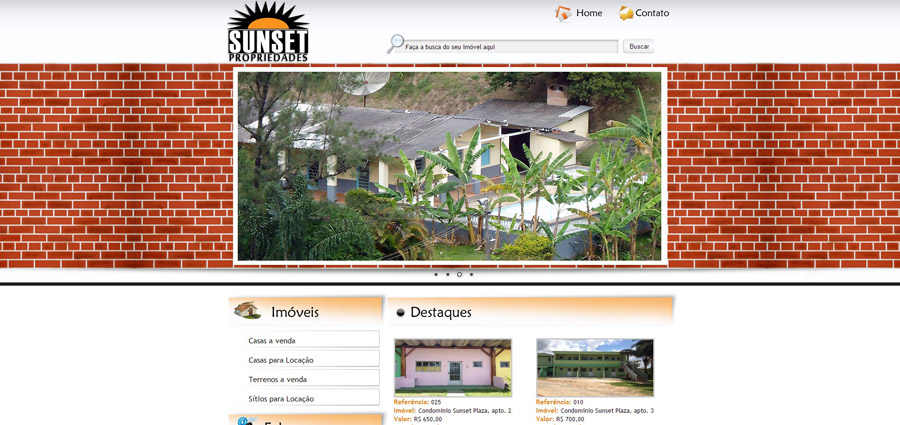 SUNSET
PROPRIEDADES
Home
Contato
Faça a busca do seu imóvel aqui
Buscar
Imóveis
Casas a venda
Casas para Locação
Terrenos a venda
Sítios para Locação
Destaques
Referência: 025
Imóvel: Condomínio Sunset Plaza, apto. 2
Valor: R$ 650,00
Referência: 010
Imóvel: Condomínio Sunset Plaza, apto. 3
Valor: R$ 700,00